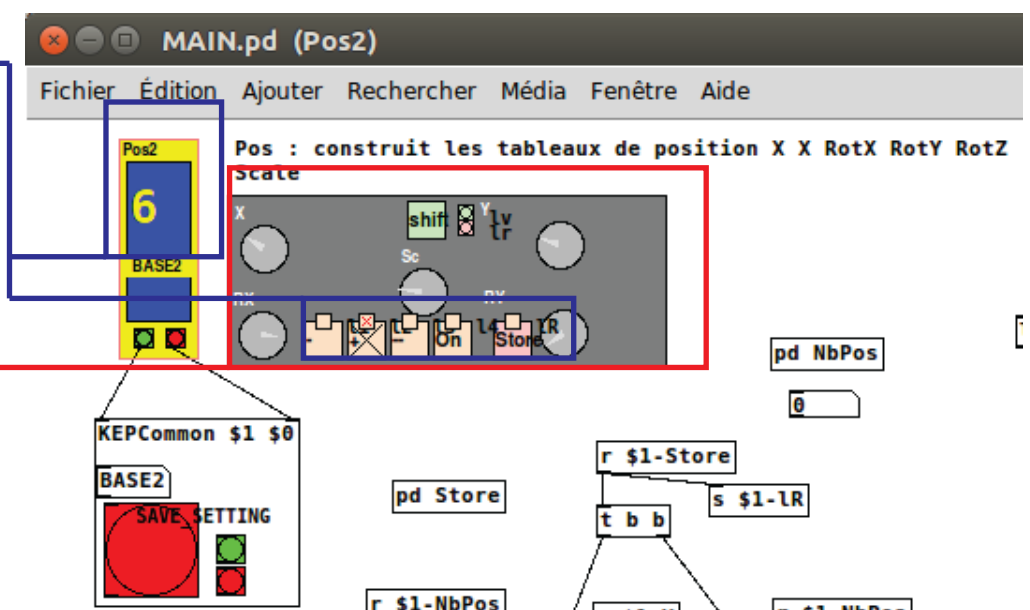 MAIN.pd (Pos2)
Fichier Édition Ajouter Rechercher Média Fenêtre Aide
Pos2
Pos : construit les tableaux de position X X RotX RotY RotZ
Scale
6
X
shift
Y
lv
lr
Sc
BASE2
RX
RY
-
+
--
On
l4
Store
lR
pd NbPos
0
KEPCommon $1 $0
BASE2
SAVE_SETTING
pd Store
r $1-Store
s $1-lR
t b b
r $1-NbPos